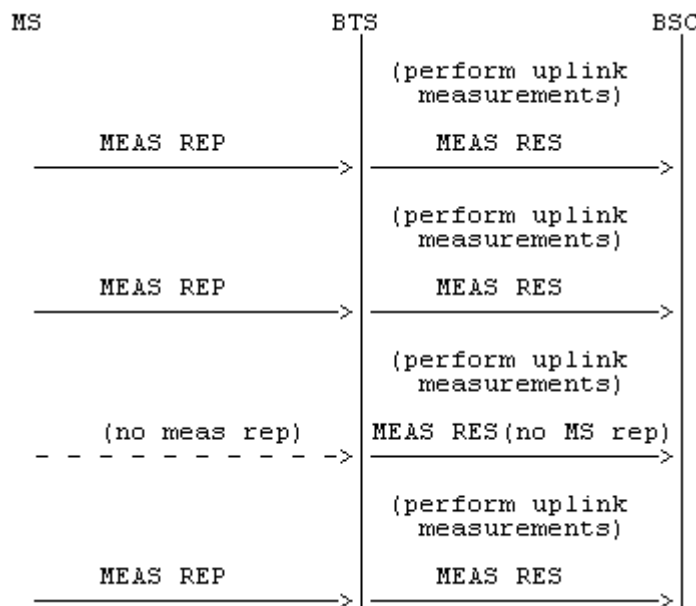 MS BTS BSC
(perform uplink
measurements)
MEAS REP MEAS RES
(perform uplink
measurements)
MEAS REP MEAS RES
(perform uplink
measurements)
(no meas rep) MEAS RES(no MS rep)
(perform uplink
measurements)
MEAS REP MEAS RES